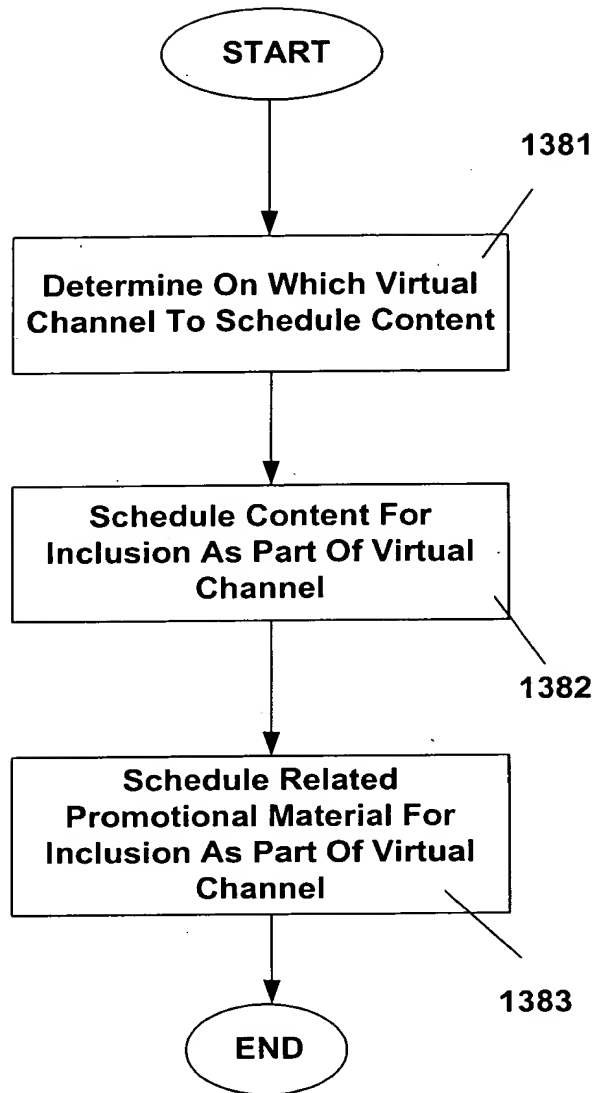 START
1381
Determine On Which Virtual
Channel To Schedule Content
Schedule Content For
Inclusion As Part Of Virtual
Channel
1382
Schedule Related
Promotional Material For
Inclusion As Part Of Virtual
Channel
1383
END